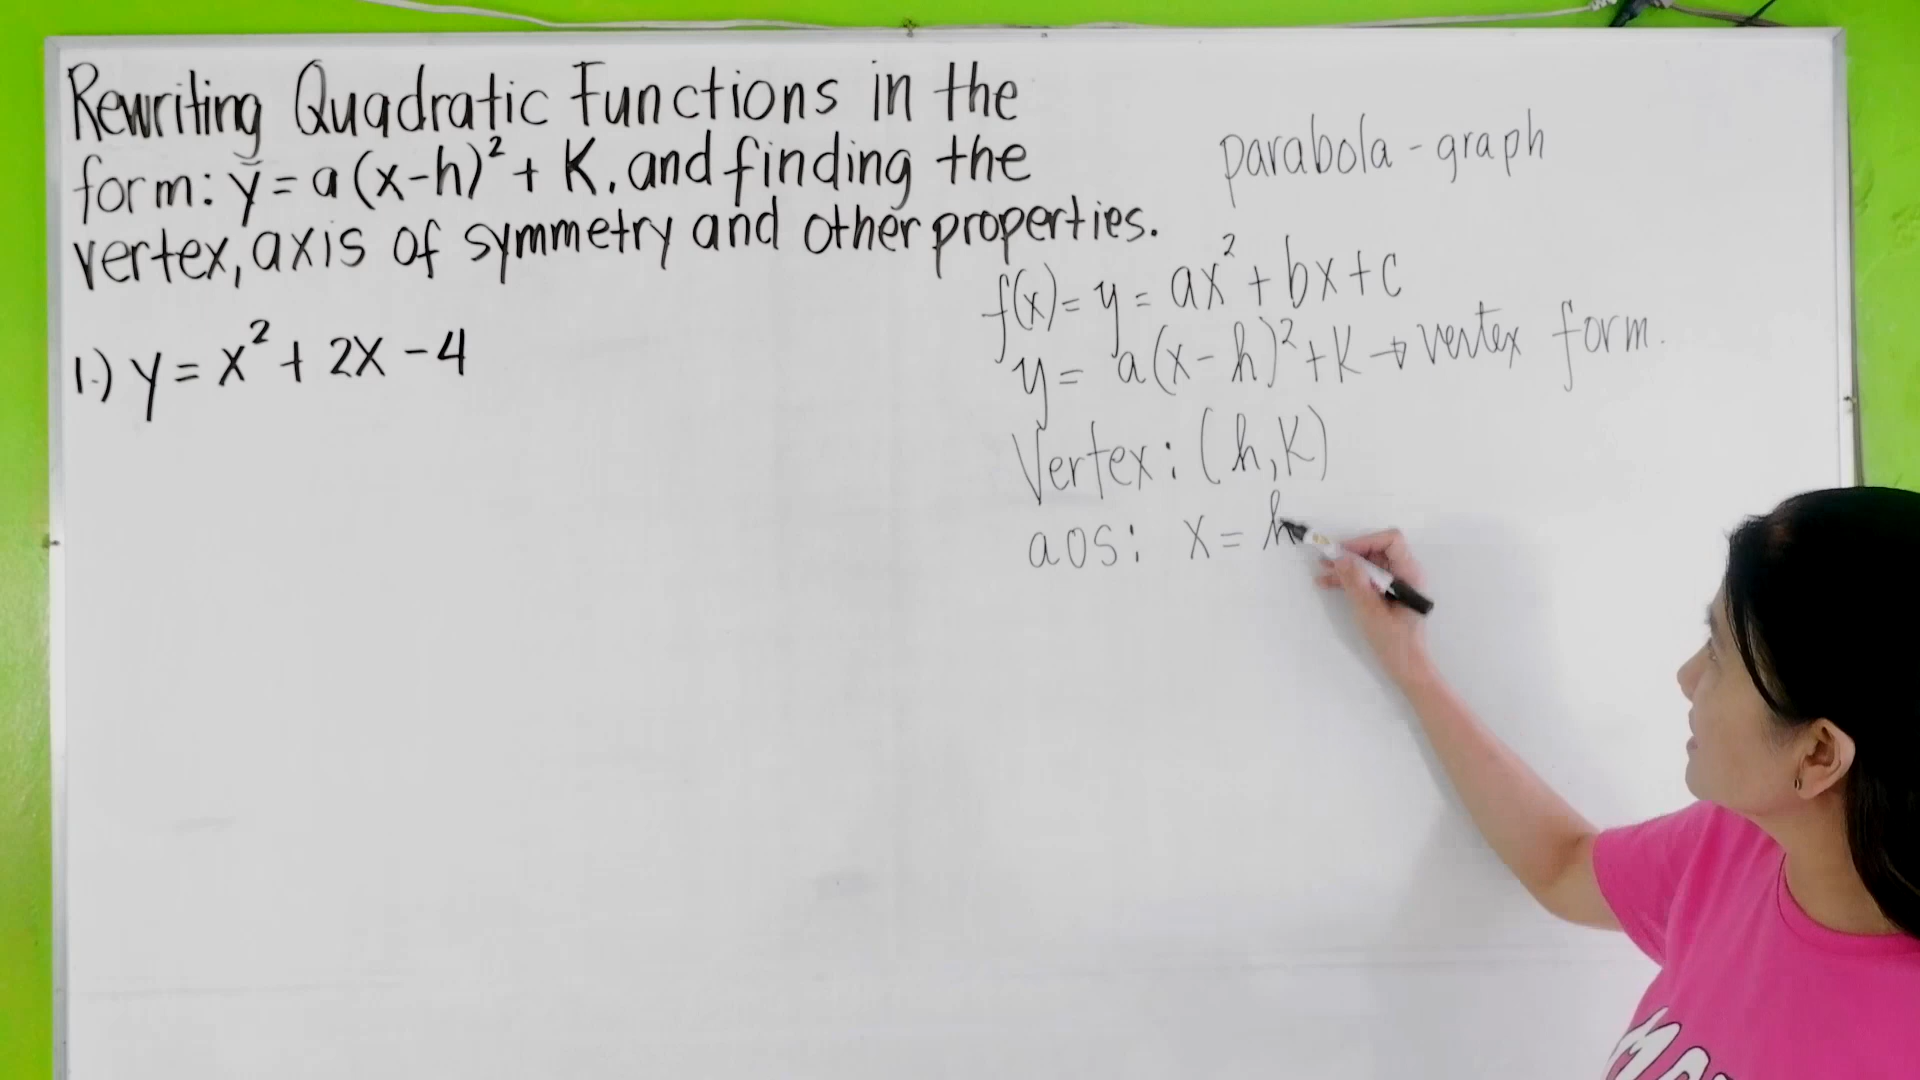 Rewriting Quadratic Functions in the
form: y = a(x-h)² + K, and finding the
vertex, axis of symmetry and other properties.
1.) y = x² + 2x - 4
parabola - graph
f(x) = y = ax² + bx + c
y = a(x - h)² + K → vertex form.
Vertex: (h, K)
aos: x = h